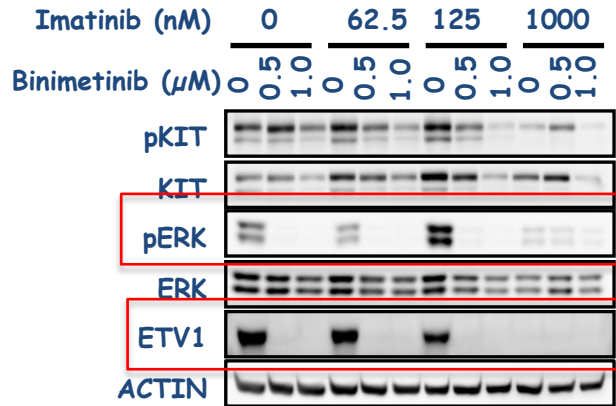 Imatinib (nM) 0 62.5 125 1000
Binimetinib (µM) 0 0.5 1.0 0 0.5 1.0 0 0.5 1.0 0 0.5 1.0
pKIT
KIT
pERK
ERK
ETV1
ACTIN